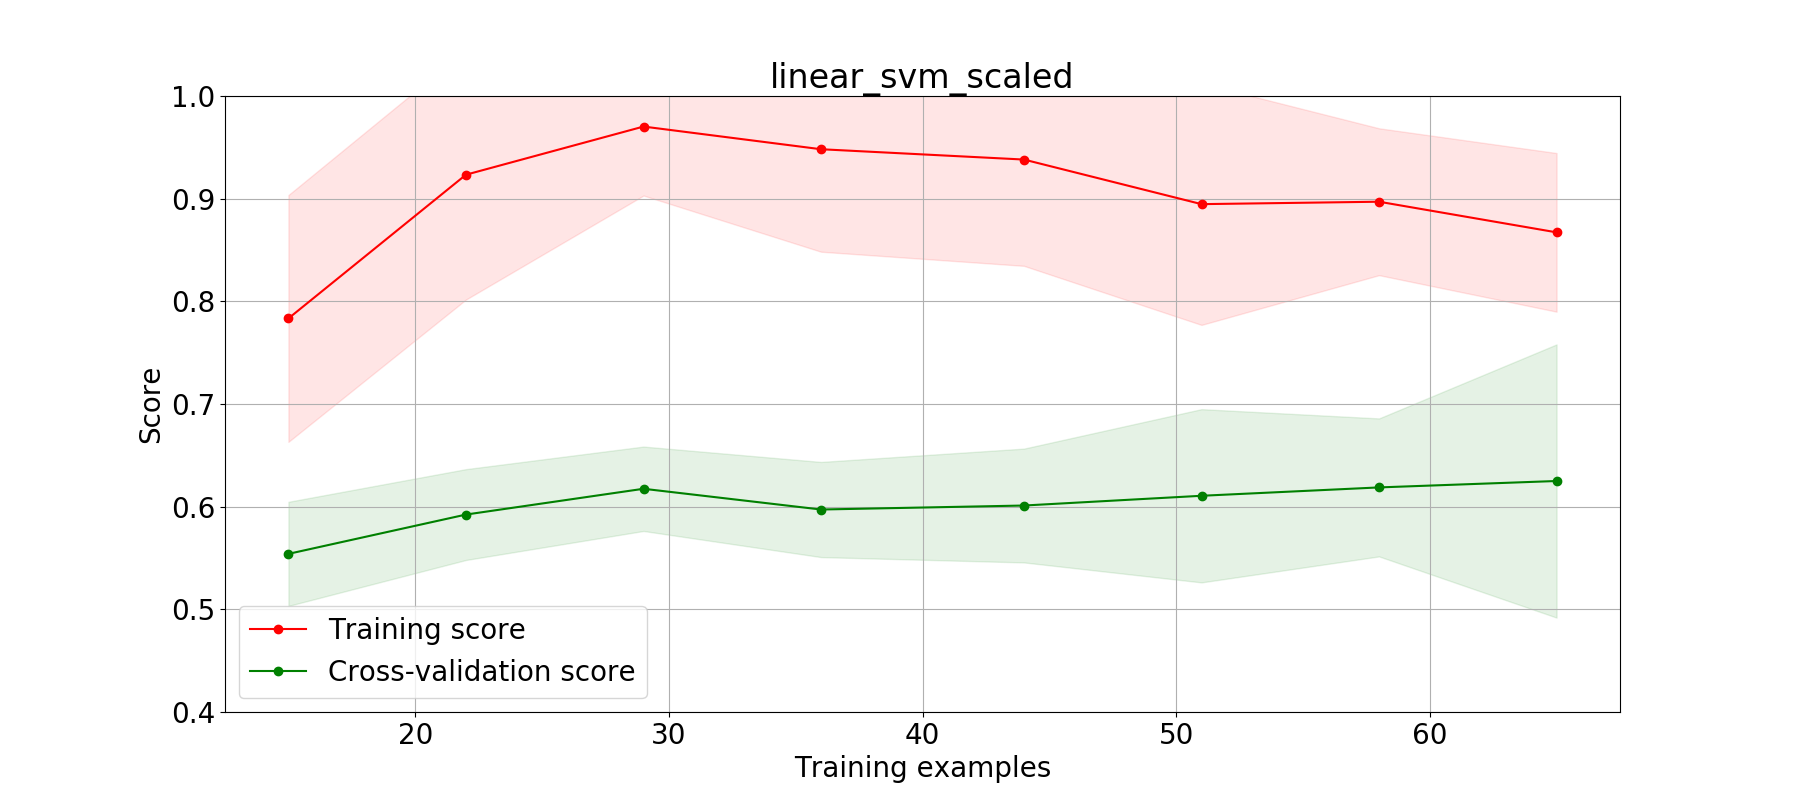 linear_svm_scaled
1.0
0.9
0.8
0.7
0.6
0.5
0.4
Score
Training score
Cross-validation score
20 30 40 50 60
Training examples